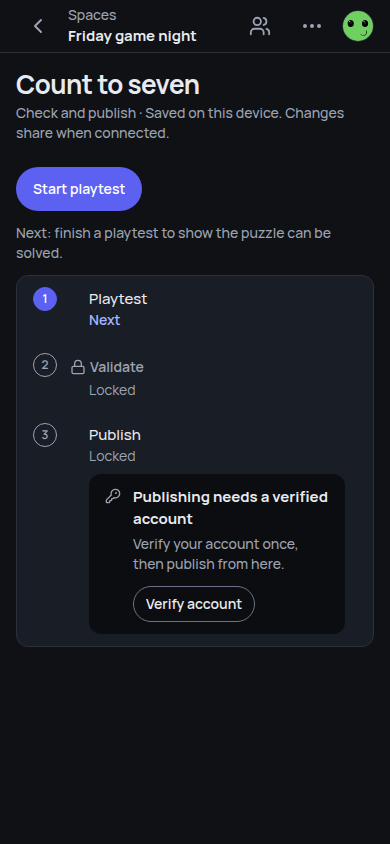 Spaces
Friday game night
Count to seven
Check and publish · Saved on this device. Changes
share when connected.
Start playtest
Next: finish a playtest to show the puzzle can be
solved.
1
Playtest
Next
2
Validate
Locked
3
Publish
Locked
Publishing needs a verified
account
Verify your account once,
then publish from here.
Verify account